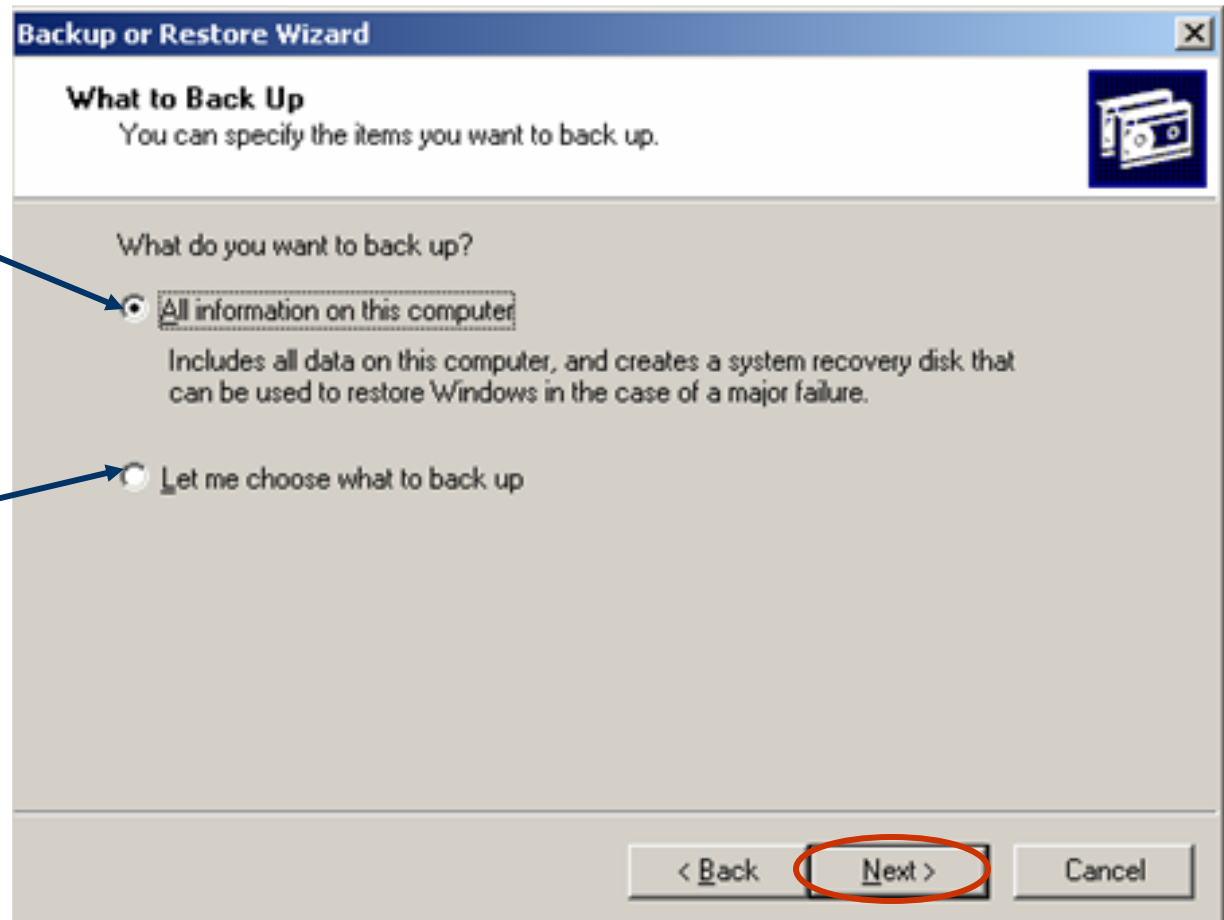 Backup or Restore Wizard
What to Back Up
You can specify the items you want to back up.
What do you want to back up?
All information on this computer
Includes all data on this computer, and creates a system recovery disk that
can be used to restore Windows in the case of a major failure.
Let me choose what to back up
< Back
Next >
Cancel